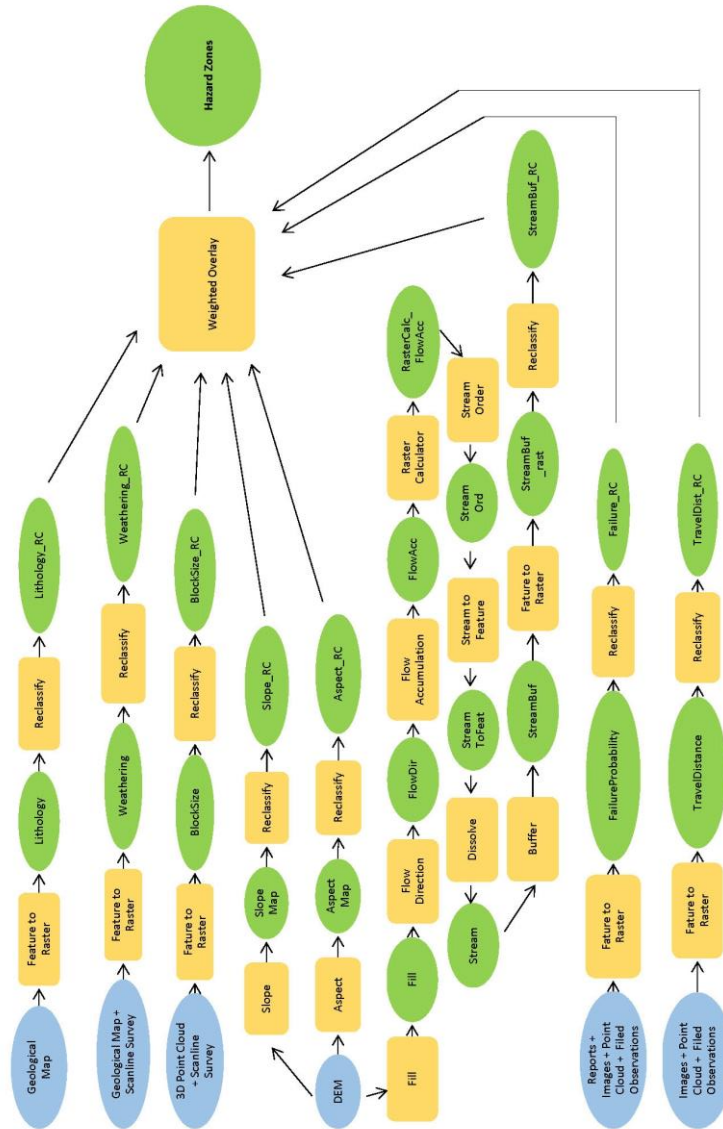 Geological
Map
Feature to
Raster
Lithology
Reclassify
Lithology_RC
Geological Map +
Scanline Survey
Feature to
Raster
Weathering
Reclassify
Weathering_RC
3D Point Cloud
+ Scanline
Survey
Fature to
Raster
BlockSize
Reclassify
BlockSize_RC
Slope
Slope
Map
Reclassify
Slope_RC
DEM
Aspect
Aspect
Map
Reclassify
Aspect_RC
Weighted Overlay
Hazard Zones
Fill
Fill
Flow
Direction
FlowDir
Flow
Accumulation
FlowAcc
Raster
Calculator
RasterCalc_
FlowAcc
Stream
Order
Stream
Ord
Stream to
Feature
Stream
ToFeat
Dissolve
Stream
Buffer
StreamBuf
Fature to
Raster
StreamBuf
_rast
Reclassify
StreamBuf_RC
Reports +
Images + Point
Cloud + Filed
Observations
Fature to
Raster
FailureProbability
Reclassify
Failure_RC
Images + Point
Cloud + Filed
Observations
Fature to
Raster
TravelDistance
Reclassify
TravelDist_RC